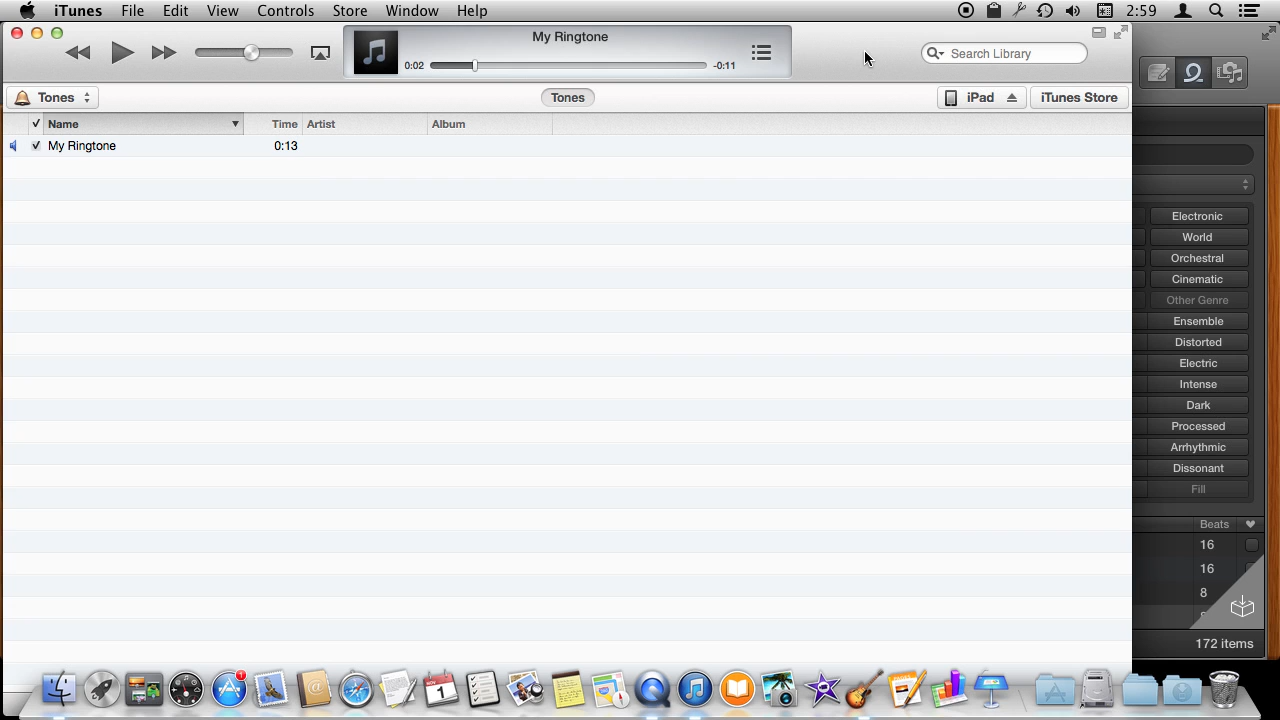 iTunes File Edit View Controls Store Window Help 2:59
My Ringtone
0:02 -0:11
Search Library
Tones Tones iPad iTunes Store
Name Time Artist Album
My Ringtone 0:13
Electronic
World
Orchestral
Cinematic
Other Genre
Ensemble
Distorted
Electric
Intense
Dark
Processed
Arrhythmic
Dissonant
Fill
Beats
16
16
8
172 items
1
1